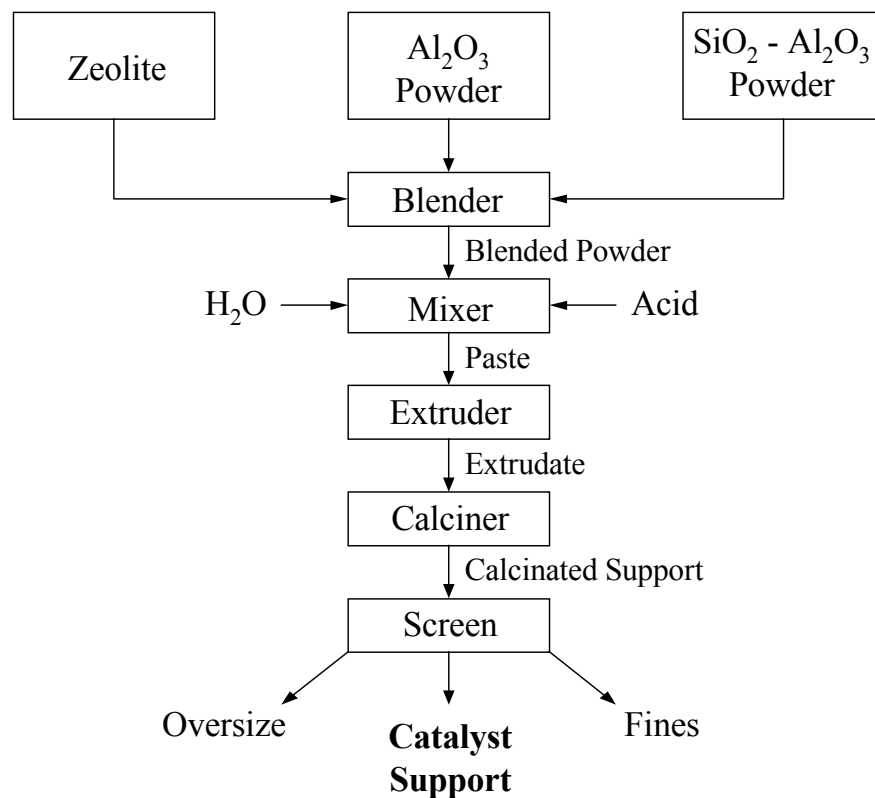 Zeolite
Al₂O₃
Powder
SiO₂ - Al₂O₃
Powder
Blender
Blended Powder
H₂O
Mixer
Acid
Paste
Extruder
Extrudate
Calciner
Calcinated Support
Screen
Oversize
Catalyst
Support
Fines